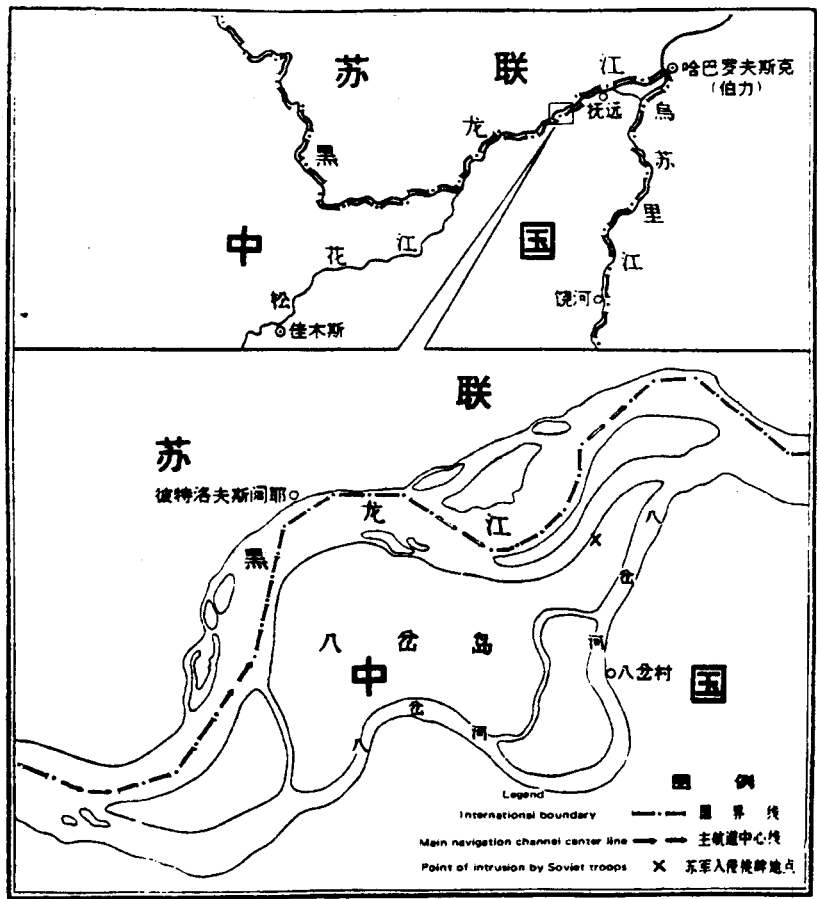 苏联
黑龙江
哈巴罗夫斯克
(伯力)
抚远
乌苏里江
中国
松花江
饶河
佳木斯
苏联
彼特洛夫斯阔耶
黑龙江
八岔河
八岔岛
中国
八岔村
八岔河
图例
Legend
International boundary 国界线
Main navigation channel center line 主航道中心线
Point of intrusion by Soviet troops X 苏军入侵挑衅地点